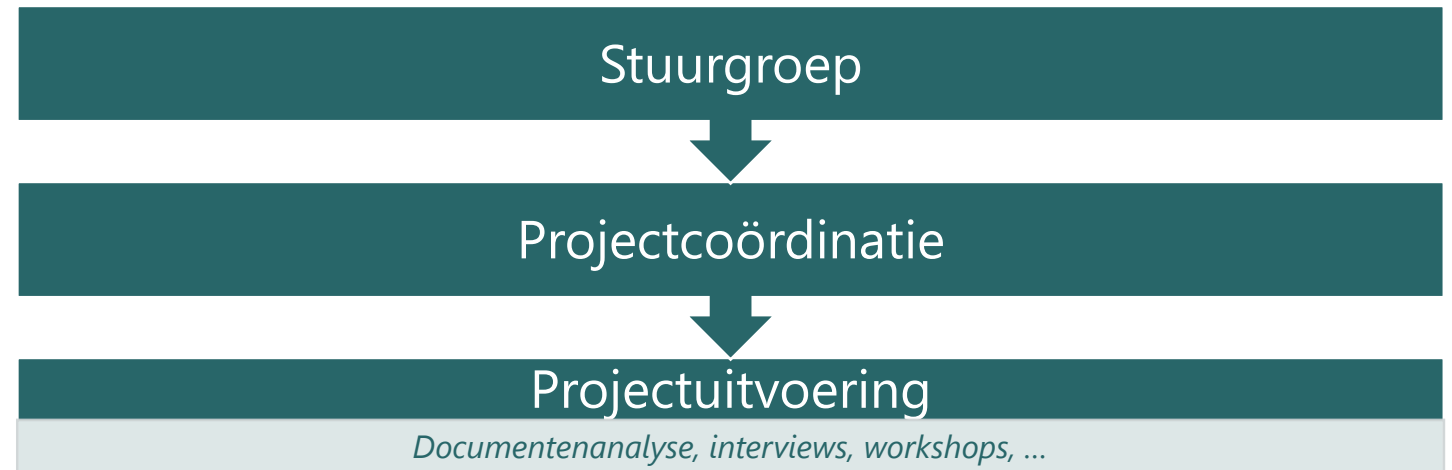 Stuurgroep
Projectcoördinatie
Projectuitvoering
Documentenanalyse, interviews, workshops, ...